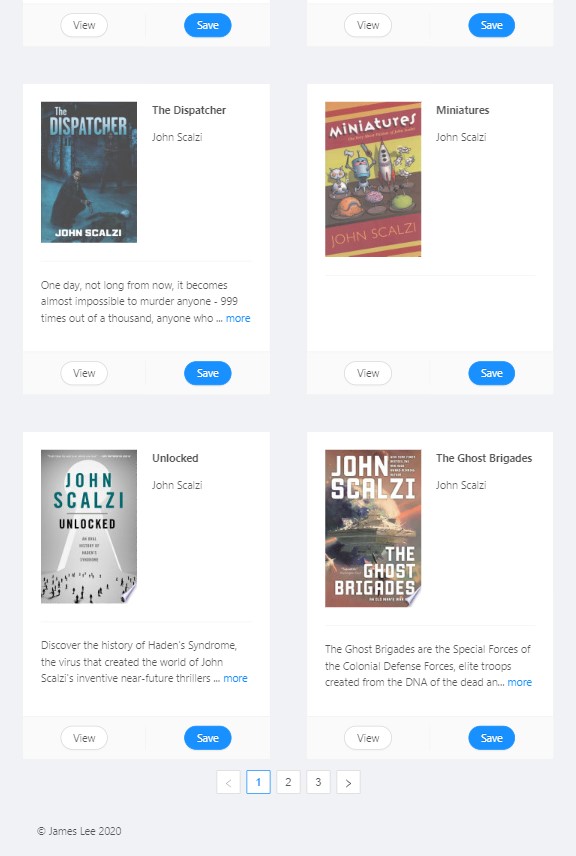 View
Save
View
Save
The
DISPATCHER
JOHN SCALZI
The Dispatcher
John Scalzi
One day, not long from now, it becomes
almost impossible to murder anyone - 999
times out of a thousand, anyone who ... more
View
Save
Miniatures
JOHN SCALZI
Miniatures
John Scalzi
View
Save
JOHN
SCALZI
UNLOCKED
AN ORAL
HISTORY OF
HADEN'S
SYNDROME
Unlocked
John Scalzi
Discover the history of Haden's Syndrome,
the virus that created the world of John
Scalzi's inventive near-future thrillers ... more
View
Save
JOHN
SCALZI
THE
GHOST
BRIGADES
The Ghost Brigades
John Scalzi
The Ghost Brigades are the Special Forces of
the Colonial Defense Forces, elite troops
created from the DNA of the dead an... more
View
Save
< 1 2 3 >
© James Lee 2020